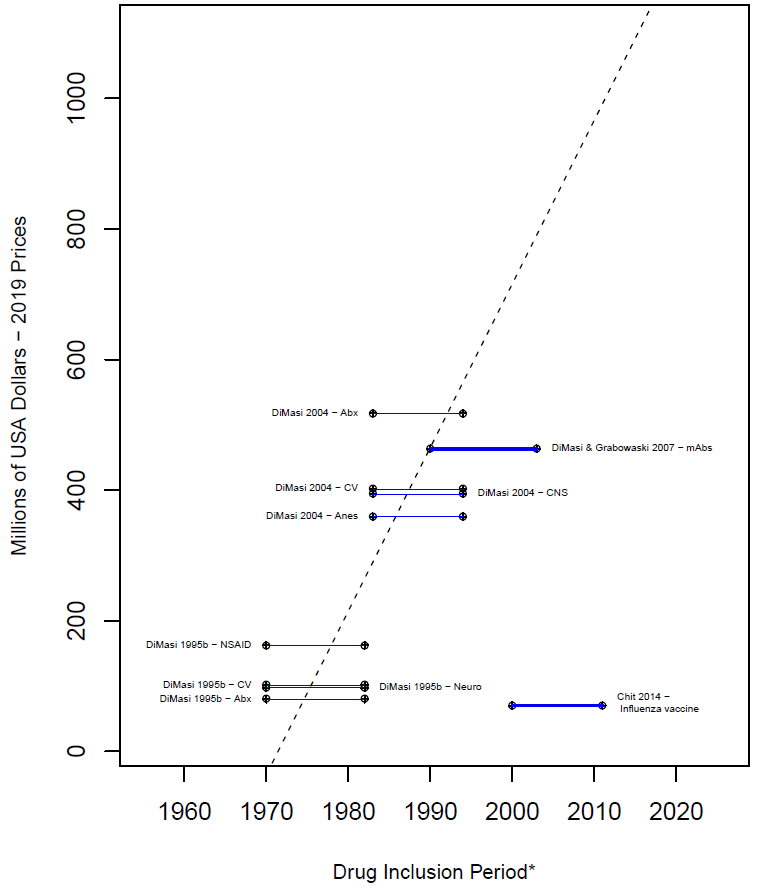 1000
800
600
400
200
0
Millions of USA Dollars − 2019 Prices
DiMasi 2004 − Abx
DiMasi & Grabowaski 2007 − mAbs
DiMasi 2004 − CV
DiMasi 2004 − CNS
DiMasi 2004 − Anes
DiMasi 1995b − NSAID
DiMasi 1995b − CV
DiMasi 1995b − Neuro
DiMasi 1995b − Abx
Chit 2014 −
Influenza vaccine
1960 1970 1980 1990 2000 2010 2020
Drug Inclusion Period*